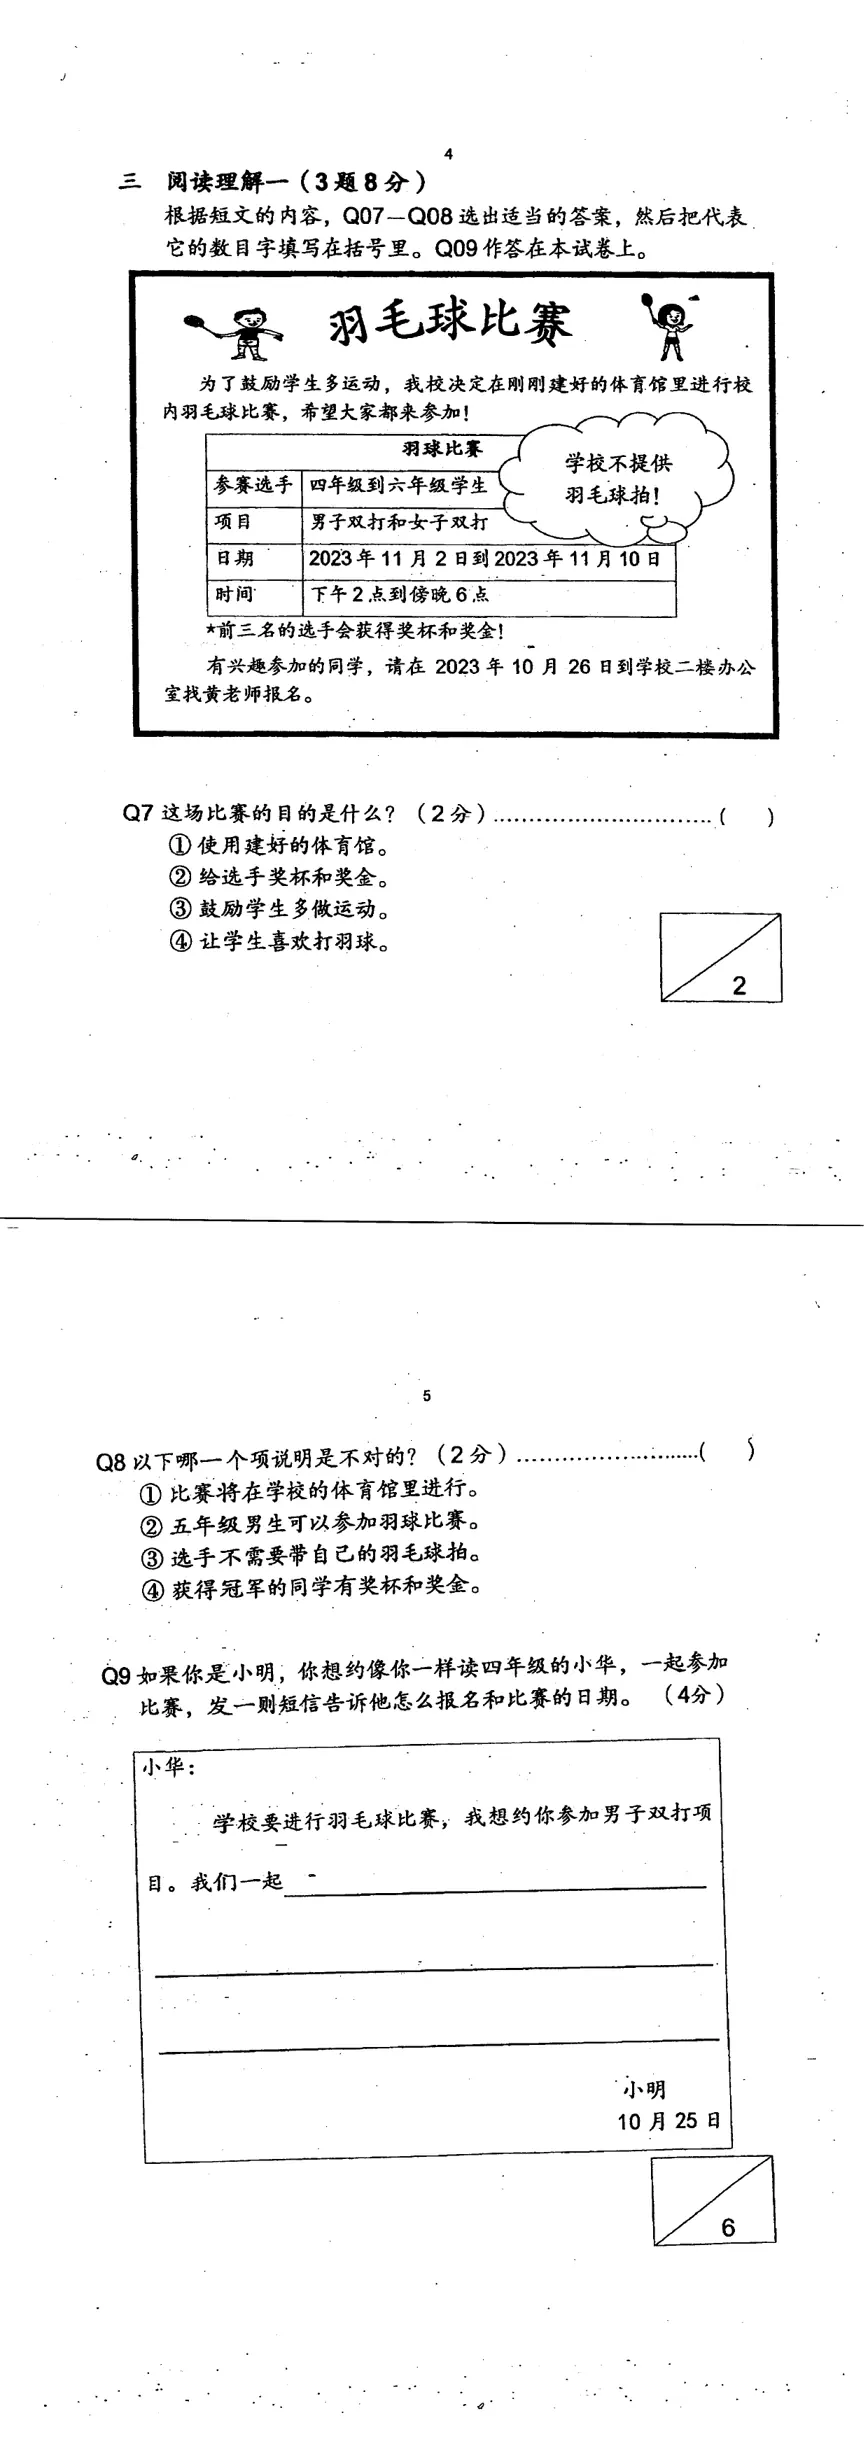 4
三 阅读理解一（3题8分）
根据短文的内容，Q07－Q08选出适当的答案，然后把代表
它的数目字填写在括号里。Q09作答在本试卷上。
羽毛球比赛
为了鼓励学生多运动，我校决定在刚刚建好的体育馆里进行校
内羽毛球比赛，希望大家都来参加！
羽球比赛
学校不提供
羽毛球拍！
参赛选手 四年级到六年级学生
项目 男子双打和女子双打
日期 2023年11月2日到2023年11月10日
时间 下午2点到傍晚6点
*前三名的选手会获得奖杯和奖金！
有兴趣参加的同学，请在 2023 年 10 月 26 日到学校二楼办公
室找黄老师报名。
Q7 这场比赛的目的是什么？（2分）..............................( )
① 使用建好的体育馆。
② 给选手奖杯和奖金。
③ 鼓励学生多做运动。
④ 让学生喜欢打羽球。
2
5
Q8 以下哪一个项说明是不对的？（2分）.........................( )
① 比赛将在学校的体育馆里进行。
② 五年级男生可以参加羽球比赛。
③ 选手不需要带自己的羽毛球拍。
④ 获得冠军的同学有奖杯和奖金。
Q9 如果你是小明，你想约像你一样读四年级的小华，一起参加
比赛，发一则短信告诉他怎么报名和比赛的日期。（4分）
小华：
学校要进行羽毛球比赛，我想约你参加男子双打项
目。我们一起
小明
10 月 25 日
6